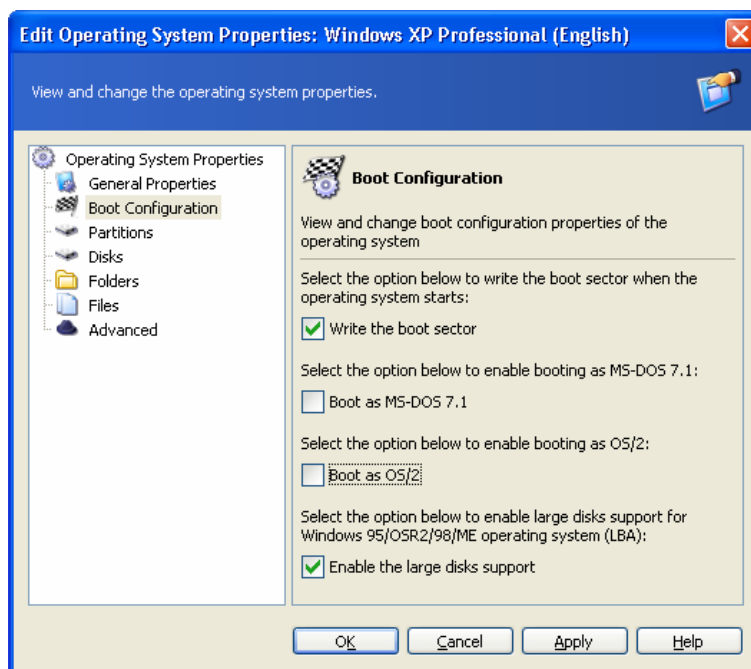 Edit Operating System Properties: Windows XP Professional (English)
View and change the operating system properties.
Operating System Properties
General Properties
Boot Configuration
Partitions
Disks
Folders
Files
Advanced
Boot Configuration
View and change boot configuration properties of the
operating system
Select the option below to write the boot sector when the
operating system starts:
Write the boot sector
Select the option below to enable booting as MS-DOS 7.1:
Boot as MS-DOS 7.1
Select the option below to enable booting as OS/2:
Boot as OS/2
Select the option below to enable large disks support for
Windows 95/OSR2/98/ME operating system (LBA):
Enable the large disks support
OK
Cancel
Apply
Help